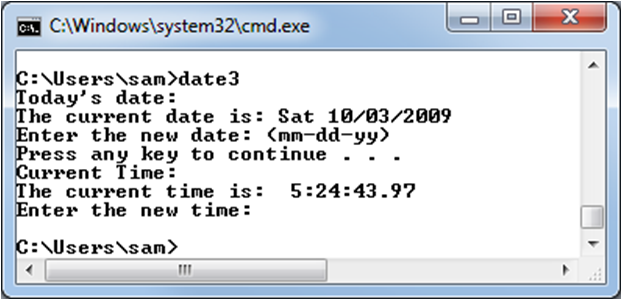 C:\Windows\system32\cmd.exe
C:\Users\sam>date3
Today's date:
The current date is: Sat 10/03/2009
Enter the new date: (mm-dd-yy)
Press any key to continue . . .
Current Time:
The current time is:  5:24:43.97
Enter the new time:
C:\Users\sam>